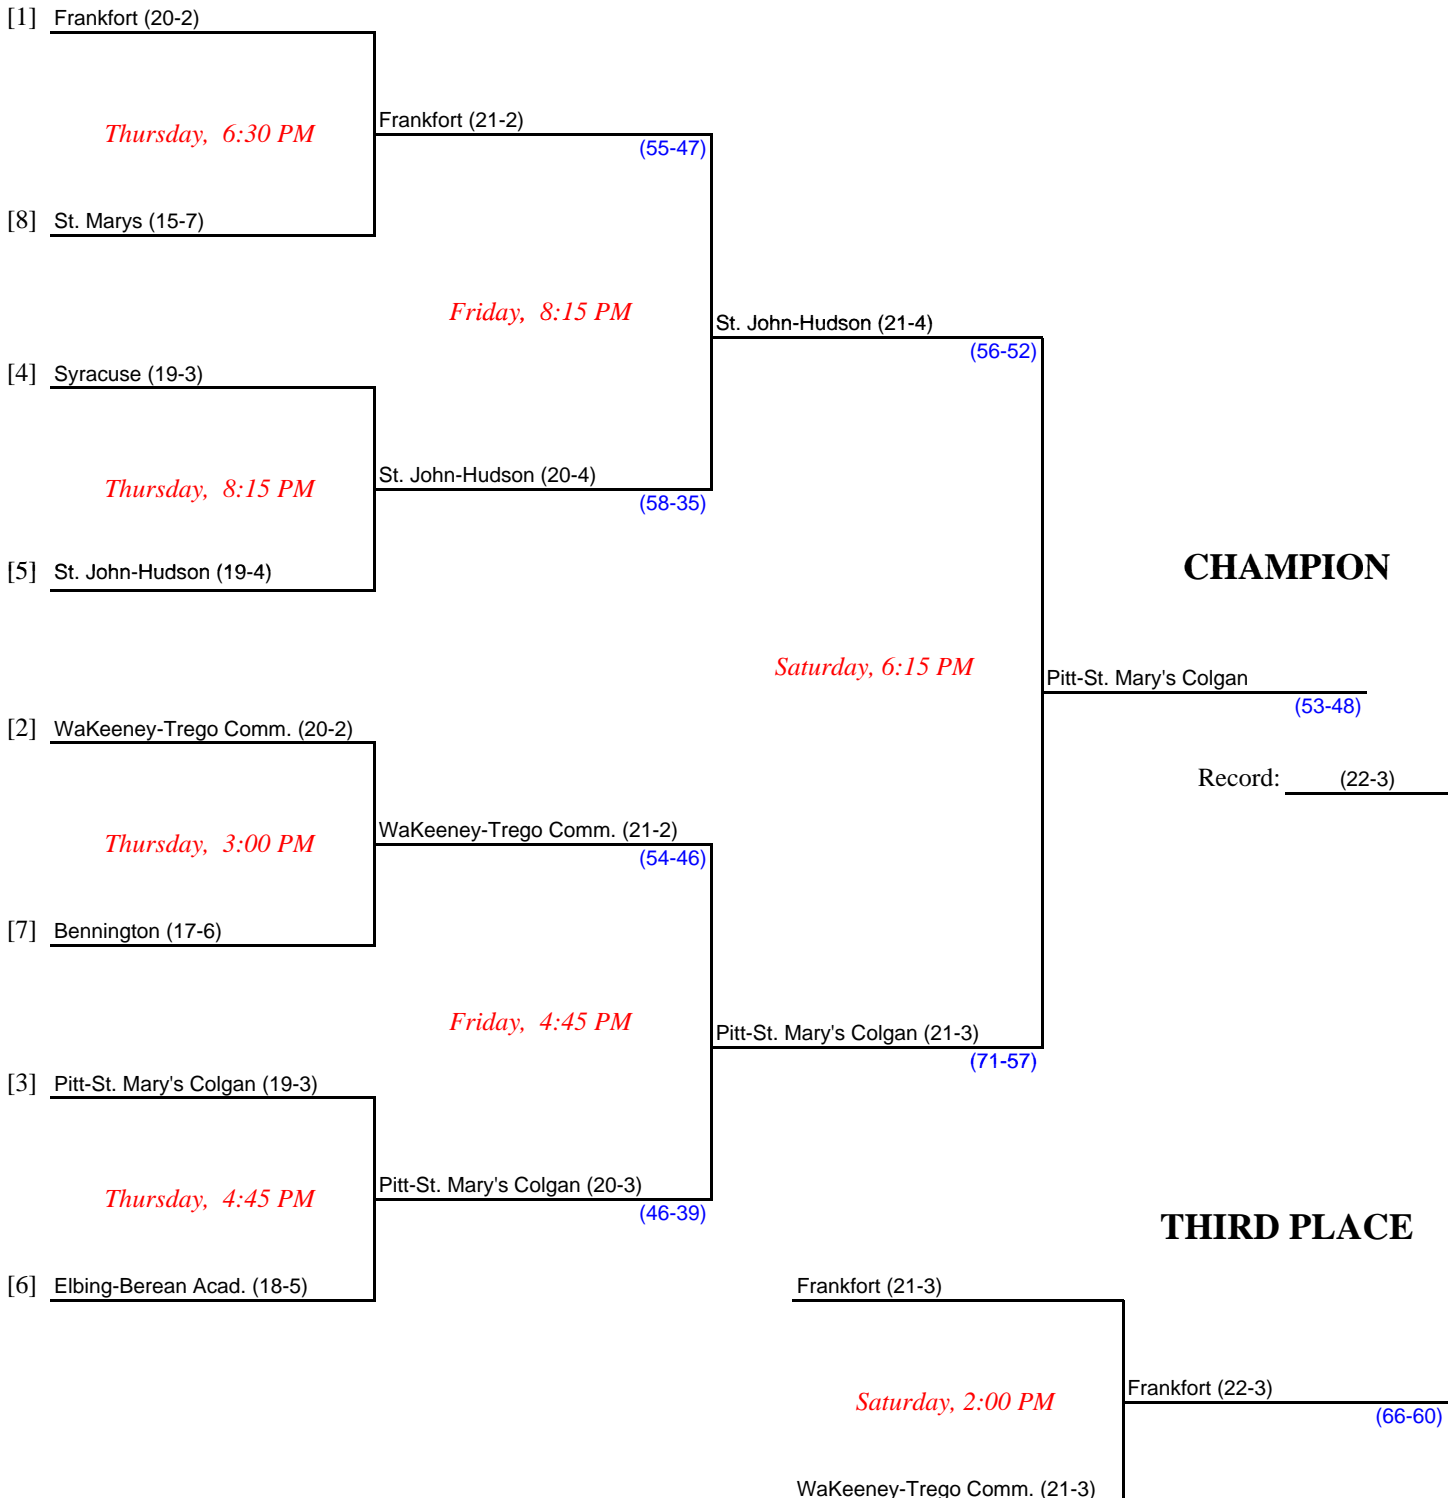 [1] Frankfort (20-2)
Thursday, 6:30 PM
Frankfort (21-2)
(55-47)
[8] St. Marys (15-7)
Friday, 8:15 PM
St. John-Hudson (21-4)
(56-52)
[4] Syracuse (19-3)
Thursday, 8:15 PM
St. John-Hudson (20-4)
(58-35)
[5] St. John-Hudson (19-4)
CHAMPION
Saturday, 6:15 PM
Pitt-St. Mary's Colgan
(53-48)
Record: (22-3)
[2] WaKeeney-Trego Comm. (20-2)
Thursday, 3:00 PM
WaKeeney-Trego Comm. (21-2)
(54-46)
[7] Bennington (17-6)
Friday, 4:45 PM
Pitt-St. Mary's Colgan (21-3)
(71-57)
[3] Pitt-St. Mary's Colgan (19-3)
Thursday, 4:45 PM
Pitt-St. Mary's Colgan (20-3)
(46-39)
[6] Elbing-Berean Acad. (18-5)
THIRD PLACE
Frankfort (21-3)
Saturday, 2:00 PM
Frankfort (22-3)
(66-60)
WaKeeney-Trego Comm. (21-3)